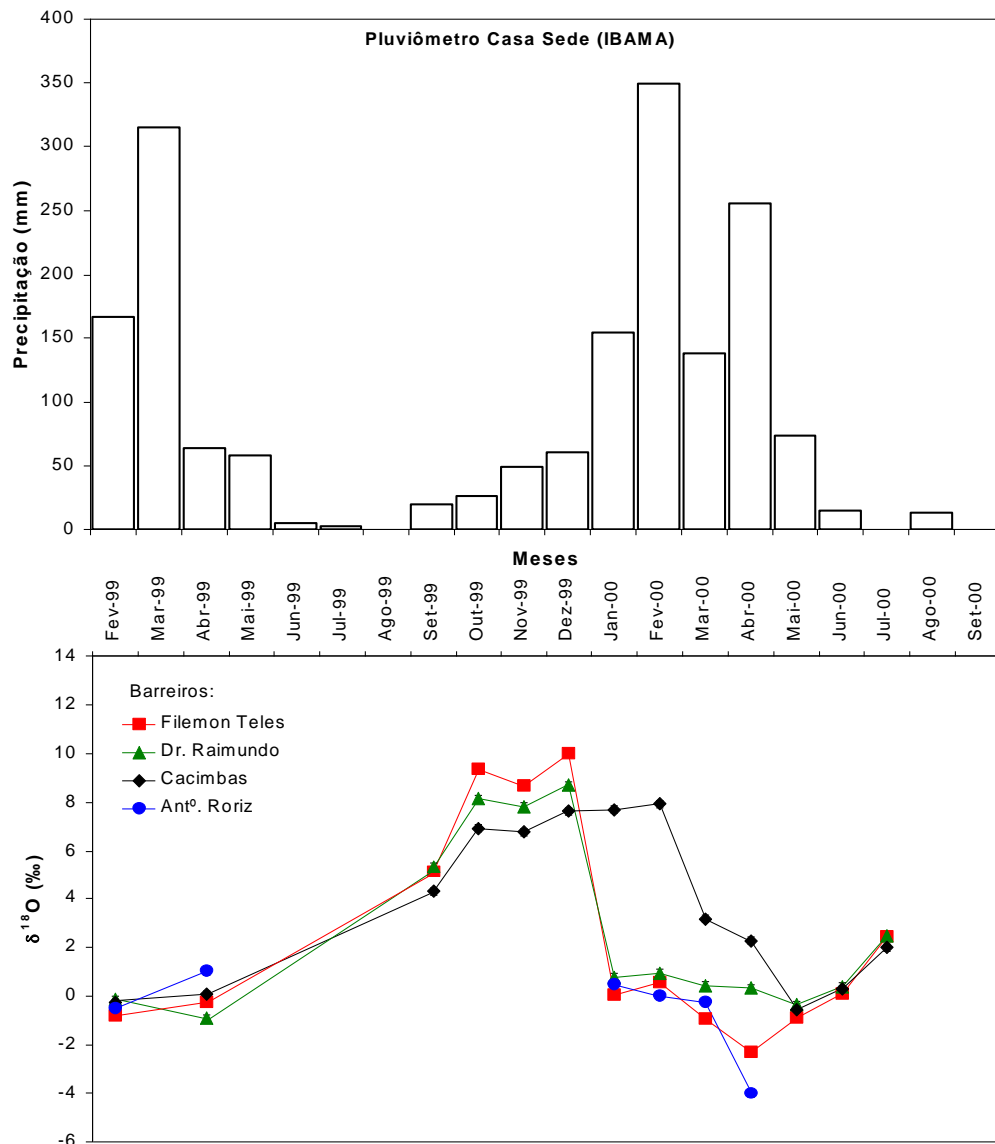 Pluviômetro Casa Sede (IBAMA)
Precipitação (mm)
400
350
300
250
200
150
100
50
0
Meses
Fev-99
Mar-99
Abr-99
Mai-99
Jun-99
Jul-99
Ago-99
Set-99
Out-99
Nov-99
Dez-99
Jan-00
Fev-00
Mar-00
Abr-00
Mai-00
Jun-00
Jul-00
Ago-00
Set-00
δ 18O (‰)
14
12
10
8
6
4
2
0
-2
-4
-6
Barreiros:
Filemon Teles
Dr. Raimundo
Cacimbas
Antº. Roriz